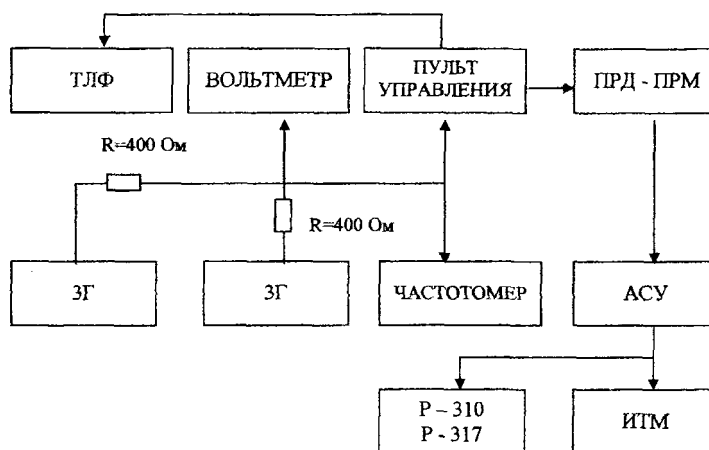 ТЛФ
ВОЛЬТМЕТР
ПУЛЬТ
УПРАВЛЕНИЯ
ПРД - ПРМ
R=400 Ом
R=400 Ом
ЗГ
ЗГ
ЧАСТОТОМЕР
АСУ
Р – 310
Р - 317
ИТМ